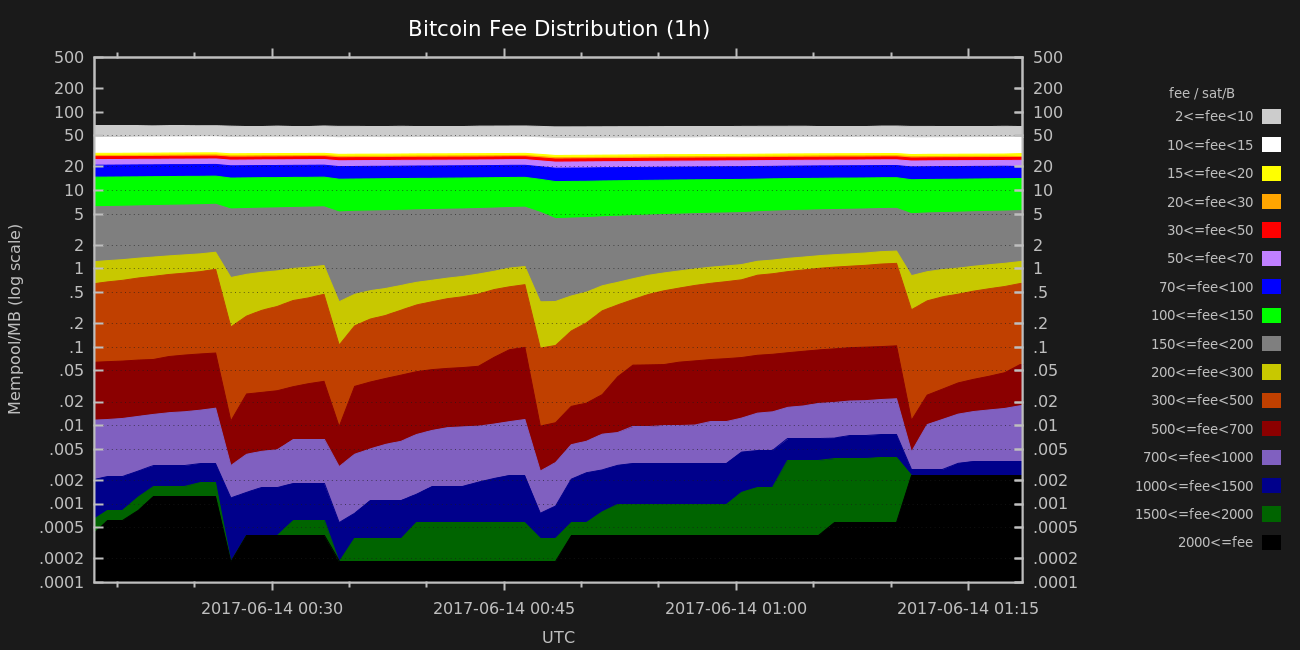 Bitcoin Fee Distribution (1h)
500 500
200 200
100 100
50 50
20 20
10 10
5 5
2 2
1 1
.5 .5
.2 .2
.1 .1
.05 .05
.02 .02
.01 .01
.005 .005
.002 .002
.001 .001
.0005 .0005
.0002 .0002
.0001 .0001
Mempool/MB (log scale)
2017-06-14 00:30 2017-06-14 00:45 2017-06-14 01:00 2017-06-14 01:15
UTC
fee / sat/B
2<=fee<10
10<=fee<15
15<=fee<20
20<=fee<30
30<=fee<50
50<=fee<70
70<=fee<100
100<=fee<150
150<=fee<200
200<=fee<300
300<=fee<500
500<=fee<700
700<=fee<1000
1000<=fee<1500
1500<=fee<2000
2000<=fee